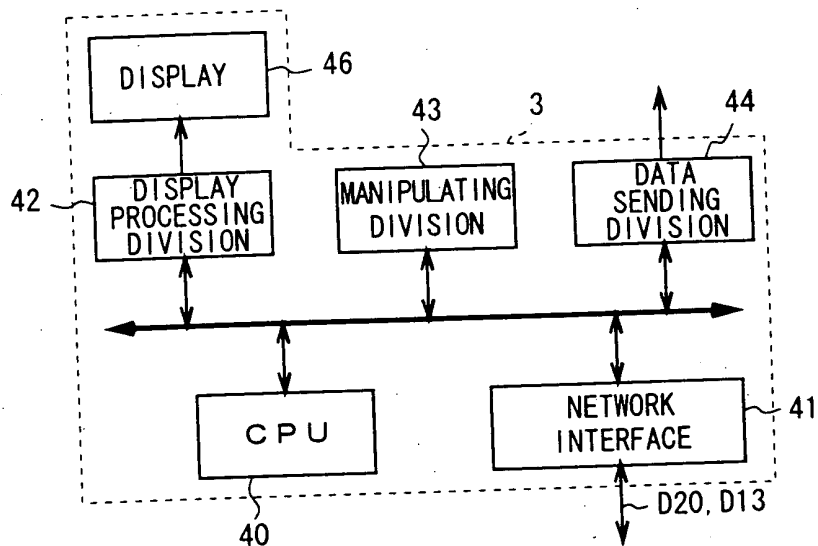 DISPLAY
46
43
3
44
42
DISPLAY
PROCESSING
DIVISION
MANIPULATING
DIVISION
DATA
SENDING
DIVISION
CPU
40
NETWORK
INTERFACE
41
D20, D13